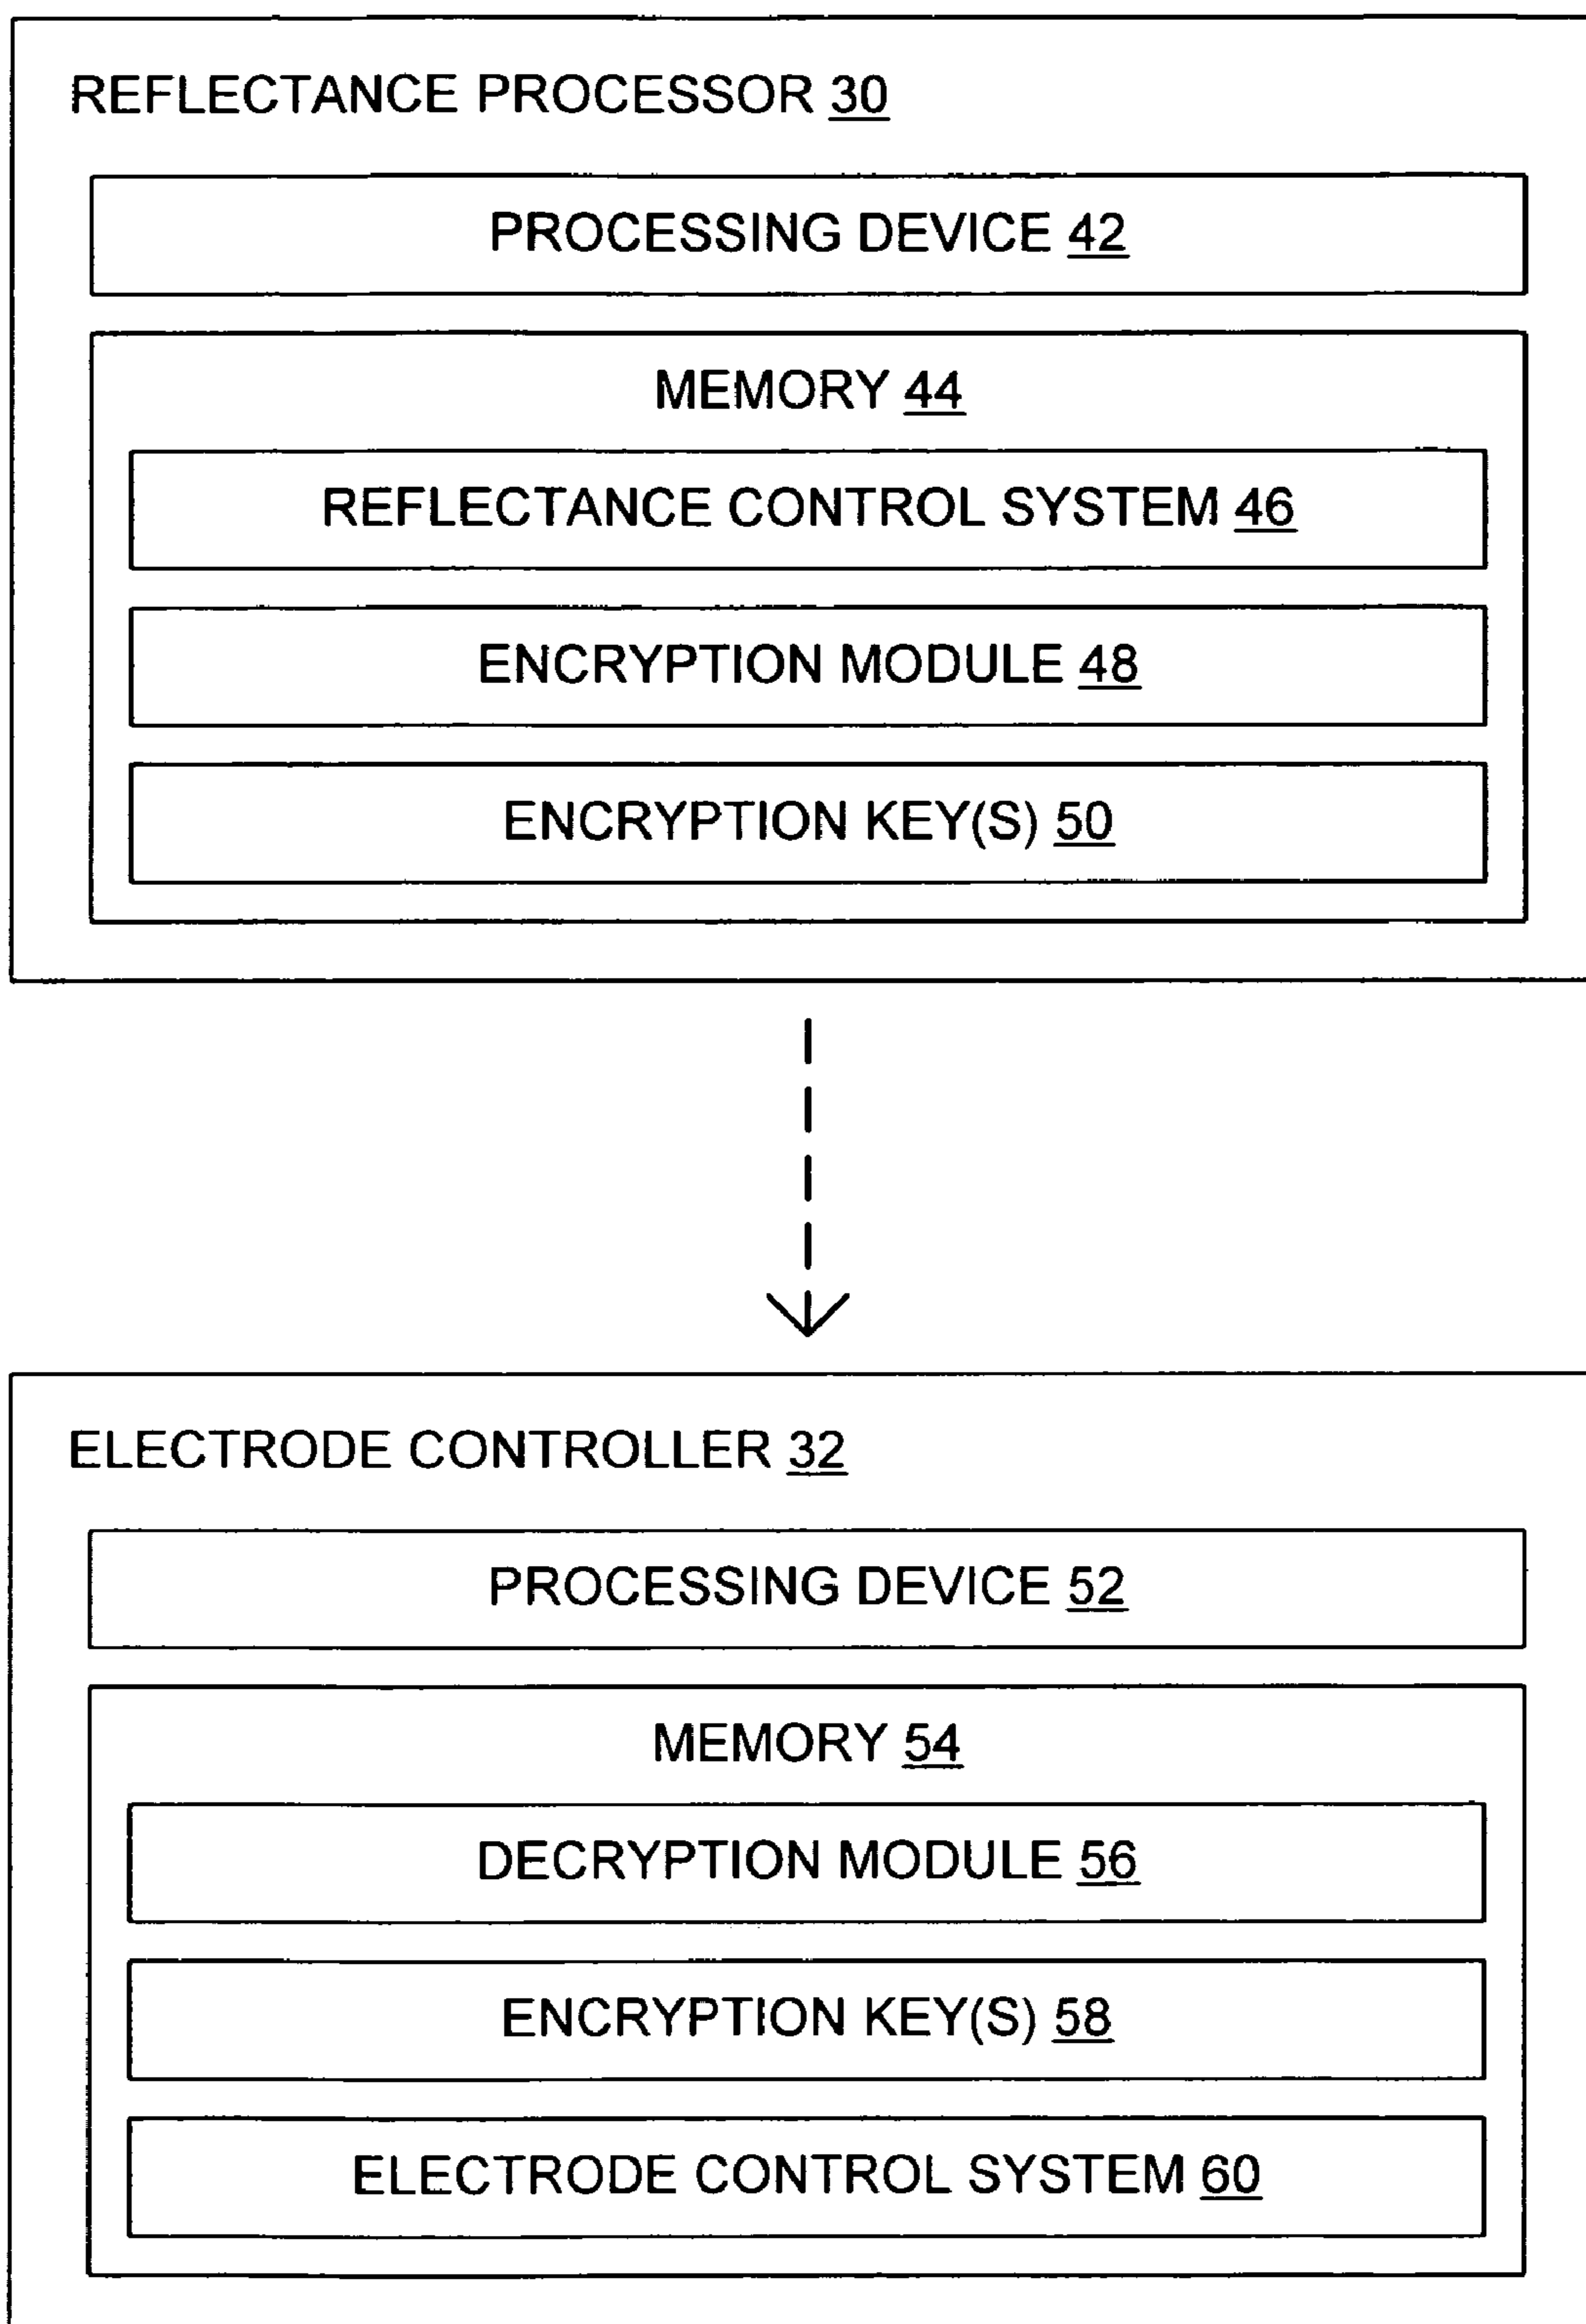 REFLECTANCE PROCESSOR 30
PROCESSING DEVICE 42
MEMORY 44
REFLECTANCE CONTROL SYSTEM 46
ENCRYPTION MODULE 48
ENCRYPTION KEY(S) 50
ELECTRODE CONTROLLER 32
PROCESSING DEVICE 52
MEMORY 54
DECRYPTION MODULE 56
ENCRYPTION KEY(S) 58
ELECTRODE CONTROL SYSTEM 60